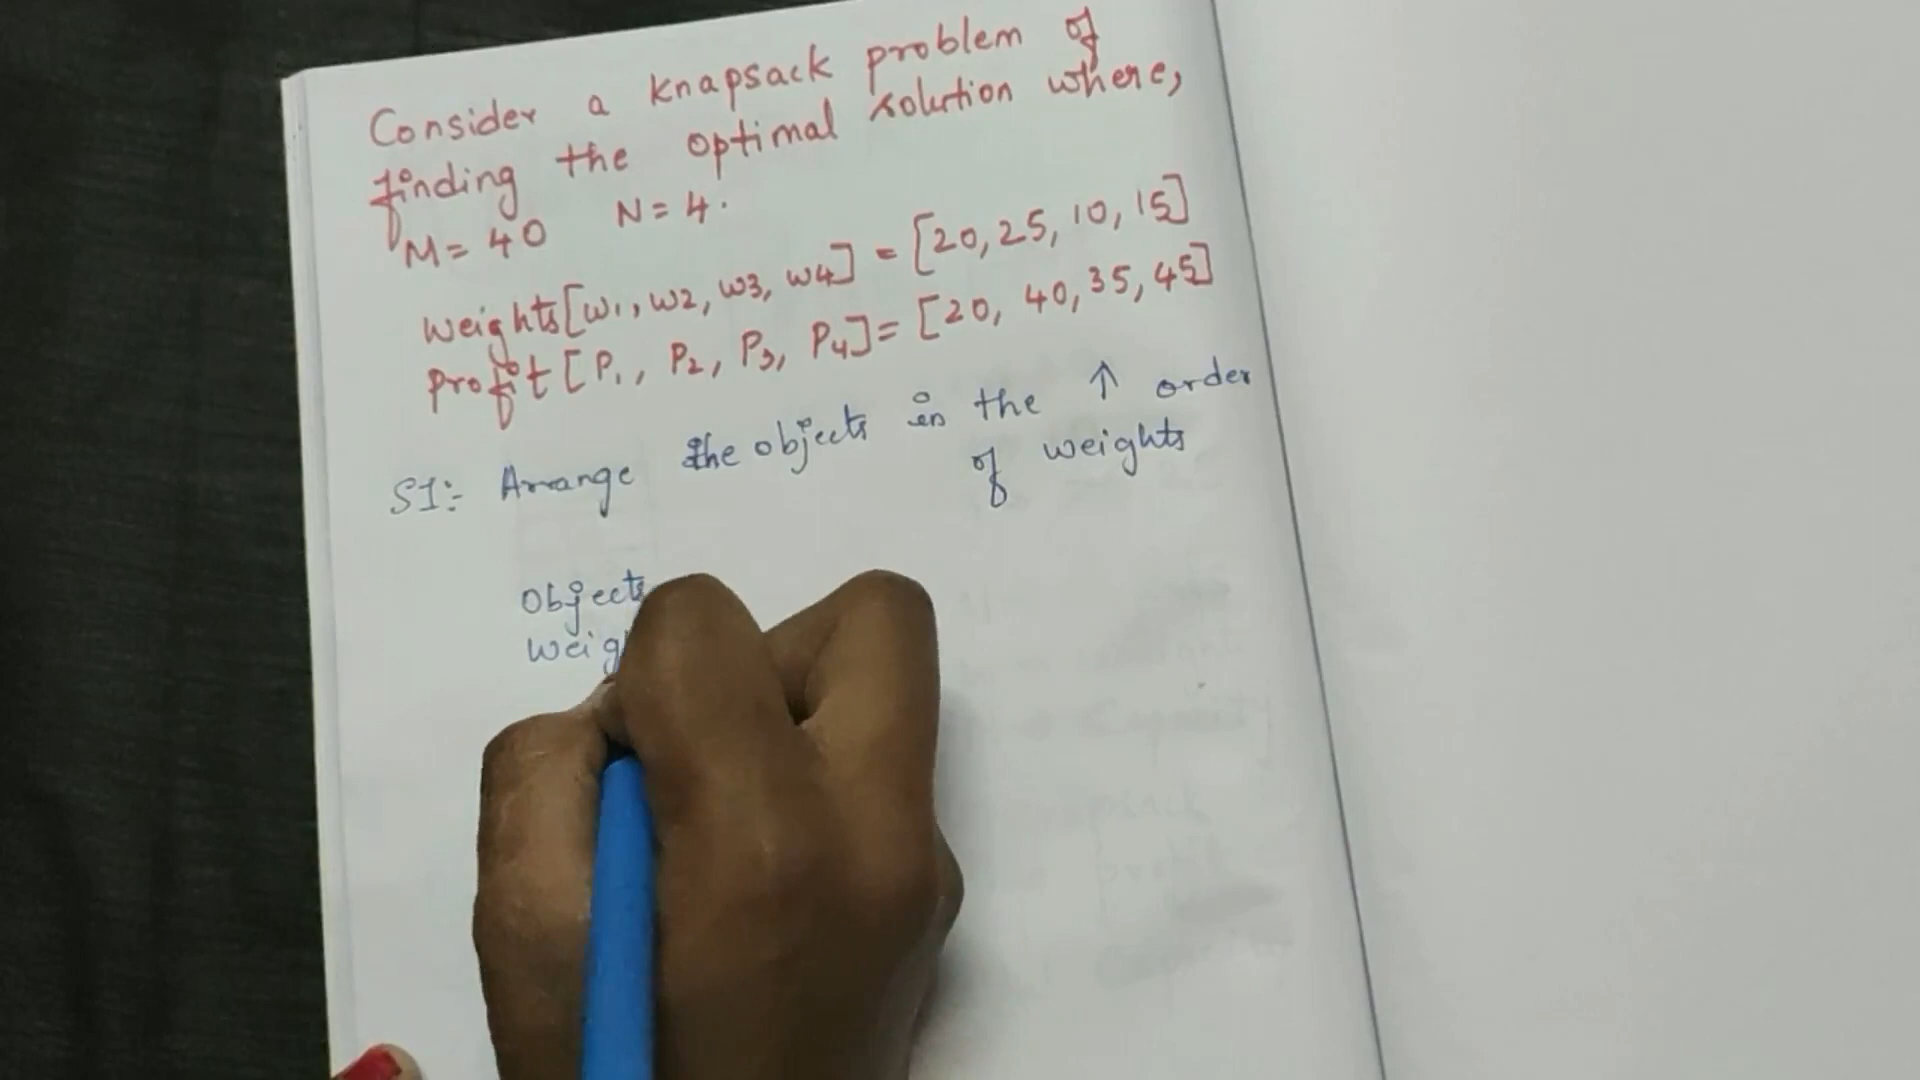 Consider a knapsack problem of
finding the optimal solution where,
M = 40 N = 4.
Weights[w1, w2, w3, w4] = [20, 25, 10, 15]
Profit [P1, P2, P3, P4] = [20, 40, 35, 45]
S1:- Arrange the objects in the ↑ order
of weights
Objects
weig